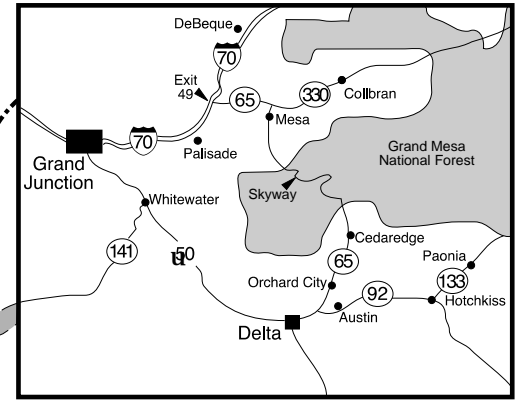 DeBeque
70
Exit
49
65
330
Collbran
Mesa
70
Palisade
Grand
Junction
Grand Mesa
National Forest
Skyway
Whitewater
141
u50
Cedaredge
65
Paonia
133
Orchard City
92
Hotchkiss
Austin
Delta